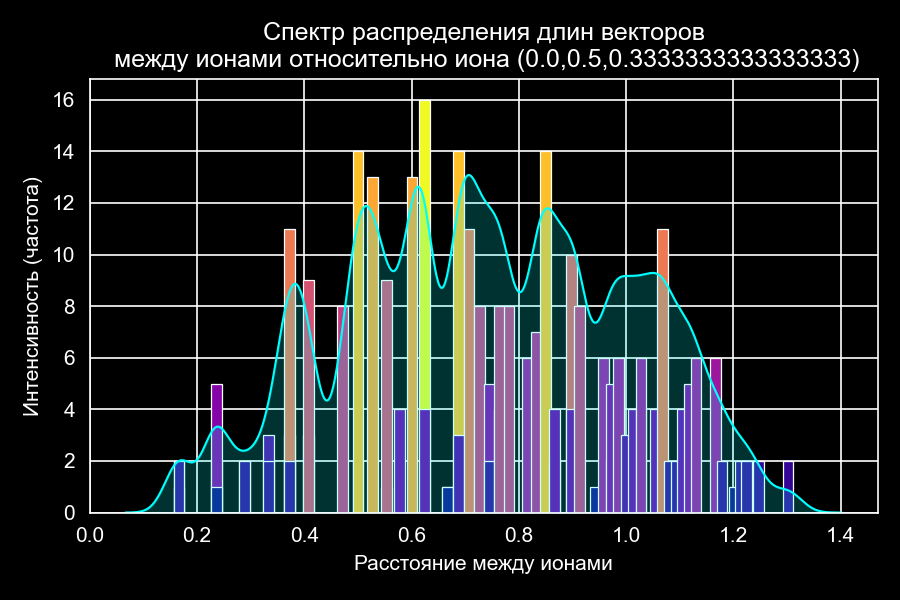 Спектр распределения длин векторов
между ионами относительно иона (0.0,0.5,0.3333333333333333)
Интенсивность (частота)
16
14
12
10
8
6
4
2
0
0.0 0.2 0.4 0.6 0.8 1.0 1.2 1.4
Расстояние между ионами